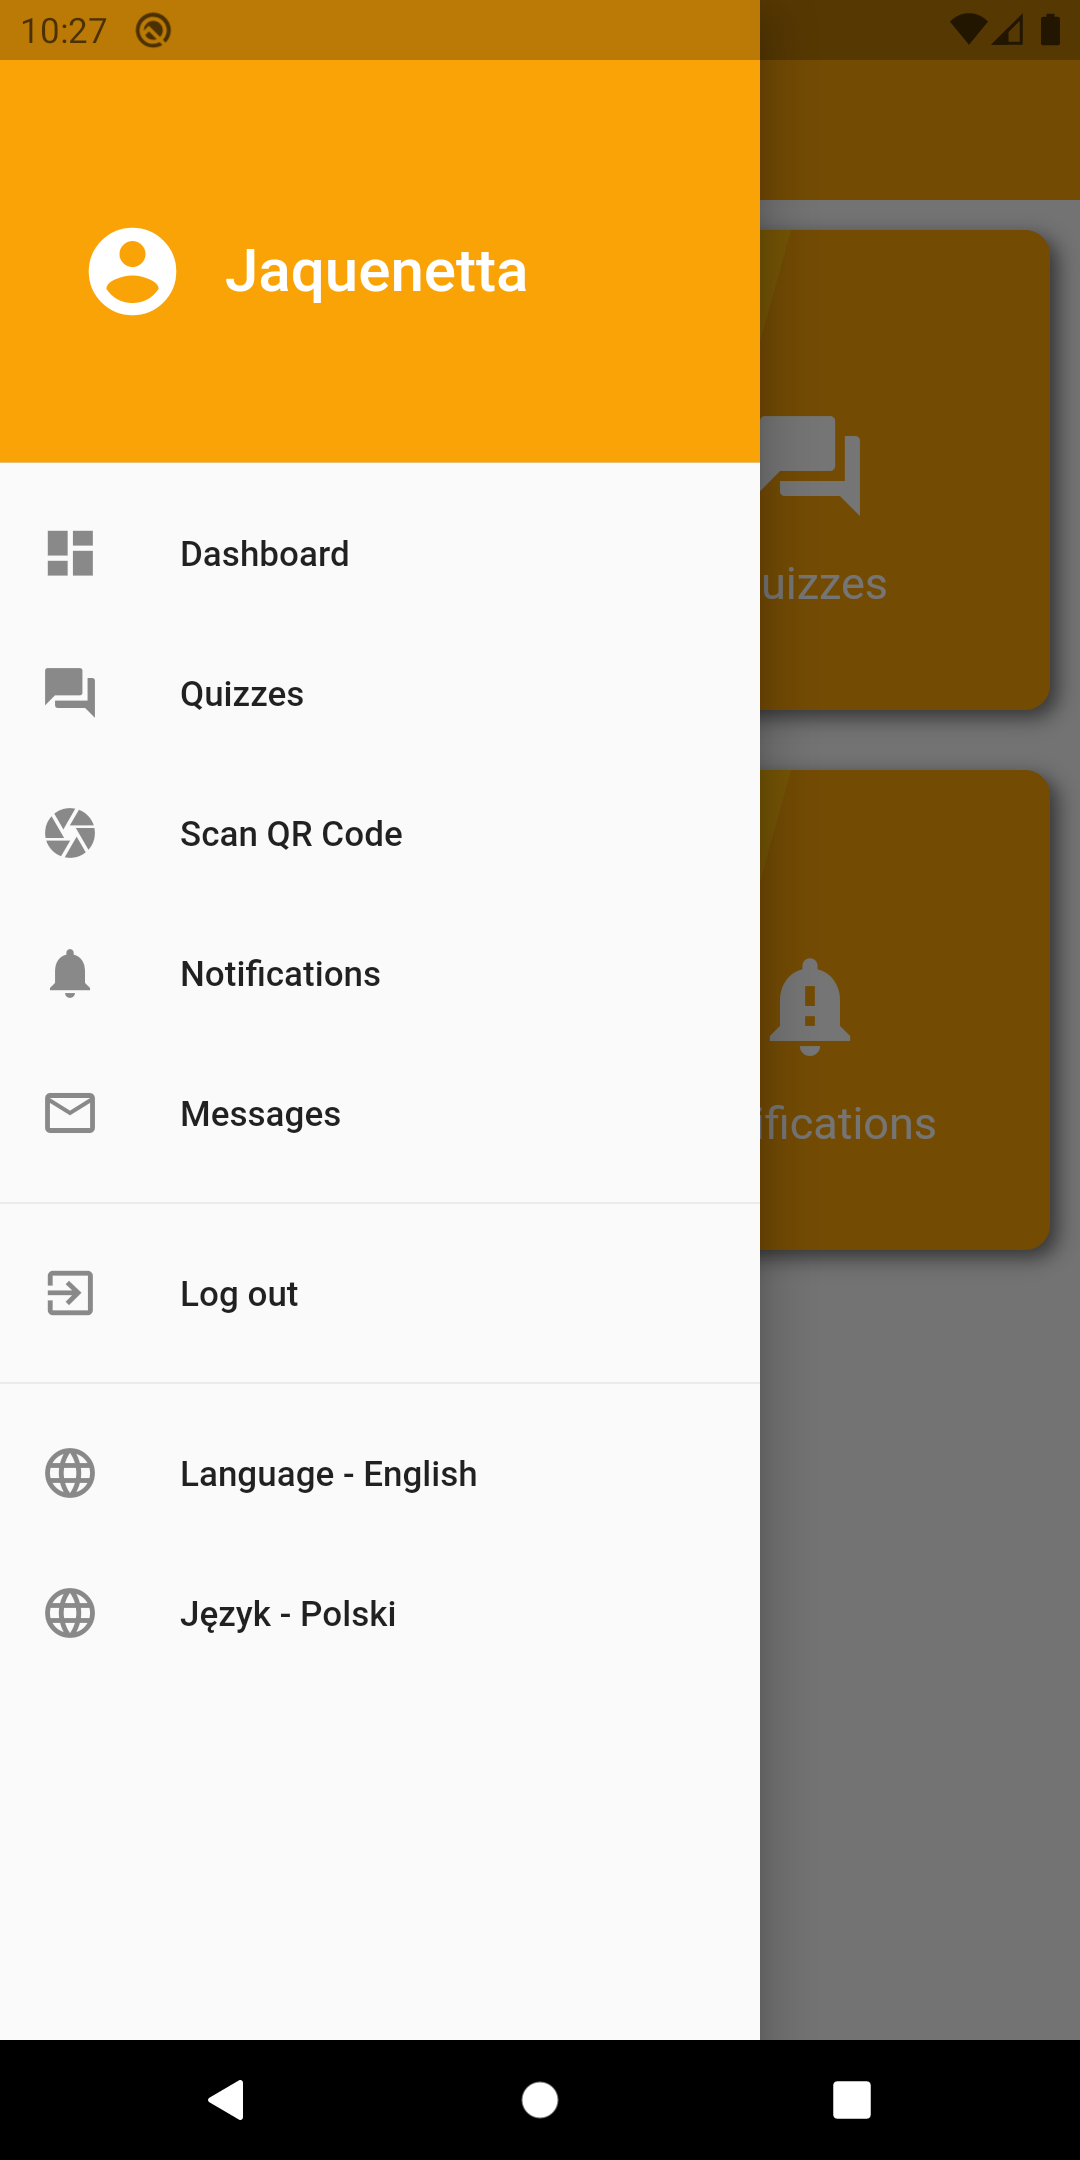 10:27
Jaquenetta
Dashboard
Quizzes
Scan QR Code
Notifications
Messages
Log out
Language - English
Język - Polski
uizzes
ifications